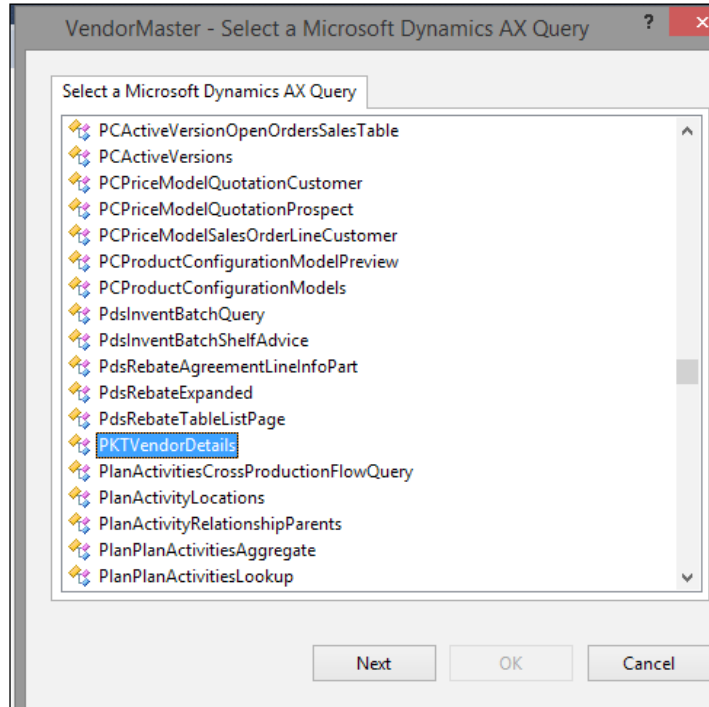 VendorMaster - Select a Microsoft Dynamics AX Query ? ×
Select a Microsoft Dynamics AX Query
PCActiveVersionOpenOrdersSalesTable
PCActiveVersions
PCPriceModelQuotationCustomer
PCPriceModelQuotationProspect
PCPriceModelSalesOrderLineCustomer
PCProductConfigurationModelPreview
PCProductConfigurationModels
PdsInventBatchQuery
PdsInventBatchShelfAdvice
PdsRebateAgreementLineInfoPart
PdsRebateExpanded
PdsRebateTableListPage
PKTVendorDetails
PlanActivitiesCrossProductionFlowQuery
PlanActivityLocations
PlanActivityRelationshipParents
PlanPlanActivitiesAggregate
PlanPlanActivitiesLookup
Next OK Cancel